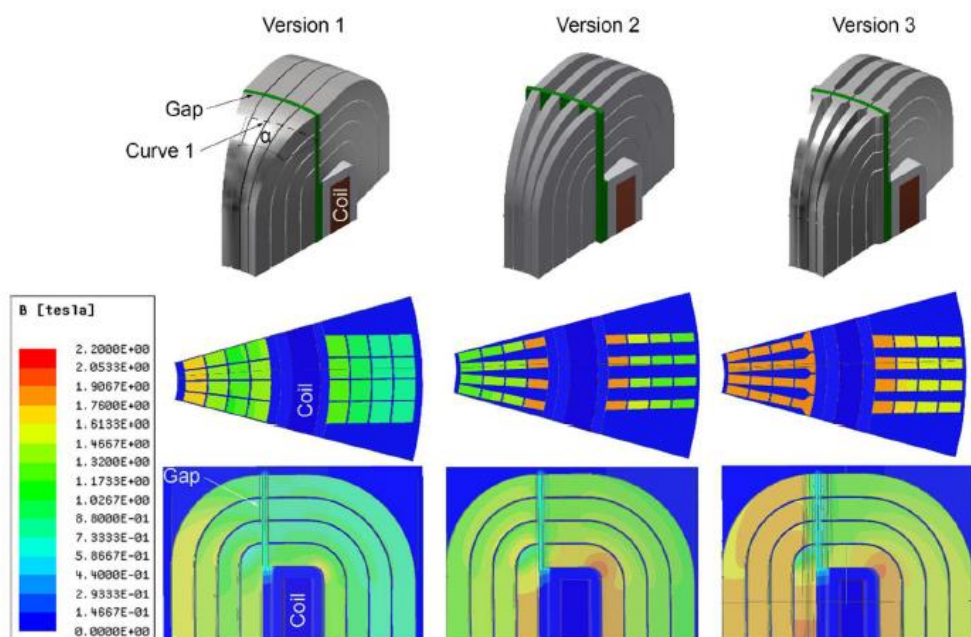 Version 1
Version 2
Version 3
Gap
Curve 1
α
Coil
B [tesla]
2.2000E+00
2.0533E+00
1.9067E+00
1.7600E+00
1.6133E+00
1.4667E+00
1.3200E+00
1.1733E+00
1.0267E+00
8.8000E-01
7.3333E-01
5.8667E-01
4.4000E-01
2.9333E-01
1.4667E-01
0.0000E+00
Coil
Gap
Coil